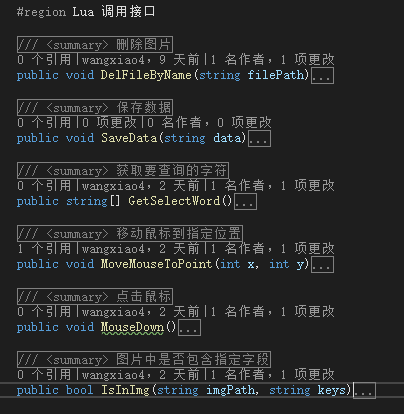 #region Lua 调用接口
/// <summary> 删除图片
0 个引用|wangxiao4，9 天前|1 名作者，1 项更改
public void DelFileByName(string filePath)...
/// <summary> 保存数据
0 个引用|0 项更改|0 名作者，0 项更改
public void SaveData(string data)...
/// <summary> 获取要查询的字符
0 个引用|wangxiao4，2 天前|1 名作者，1 项更改
public string[] GetSelectWord()...
/// <summary> 移动鼠标到指定位置
1 个引用|wangxiao4，2 天前|1 名作者，1 项更改
public void MoveMouseToPoint(int x, int y)...
/// <summary> 点击鼠标
0 个引用|wangxiao4，2 天前|1 名作者，1 项更改
public void MouseDown()...
/// <summary> 图片中是否包含指定字段
0 个引用|wangxiao4，2 天前|1 名作者，1 项更改
public bool IsInImg(string imgPath, string keys)...